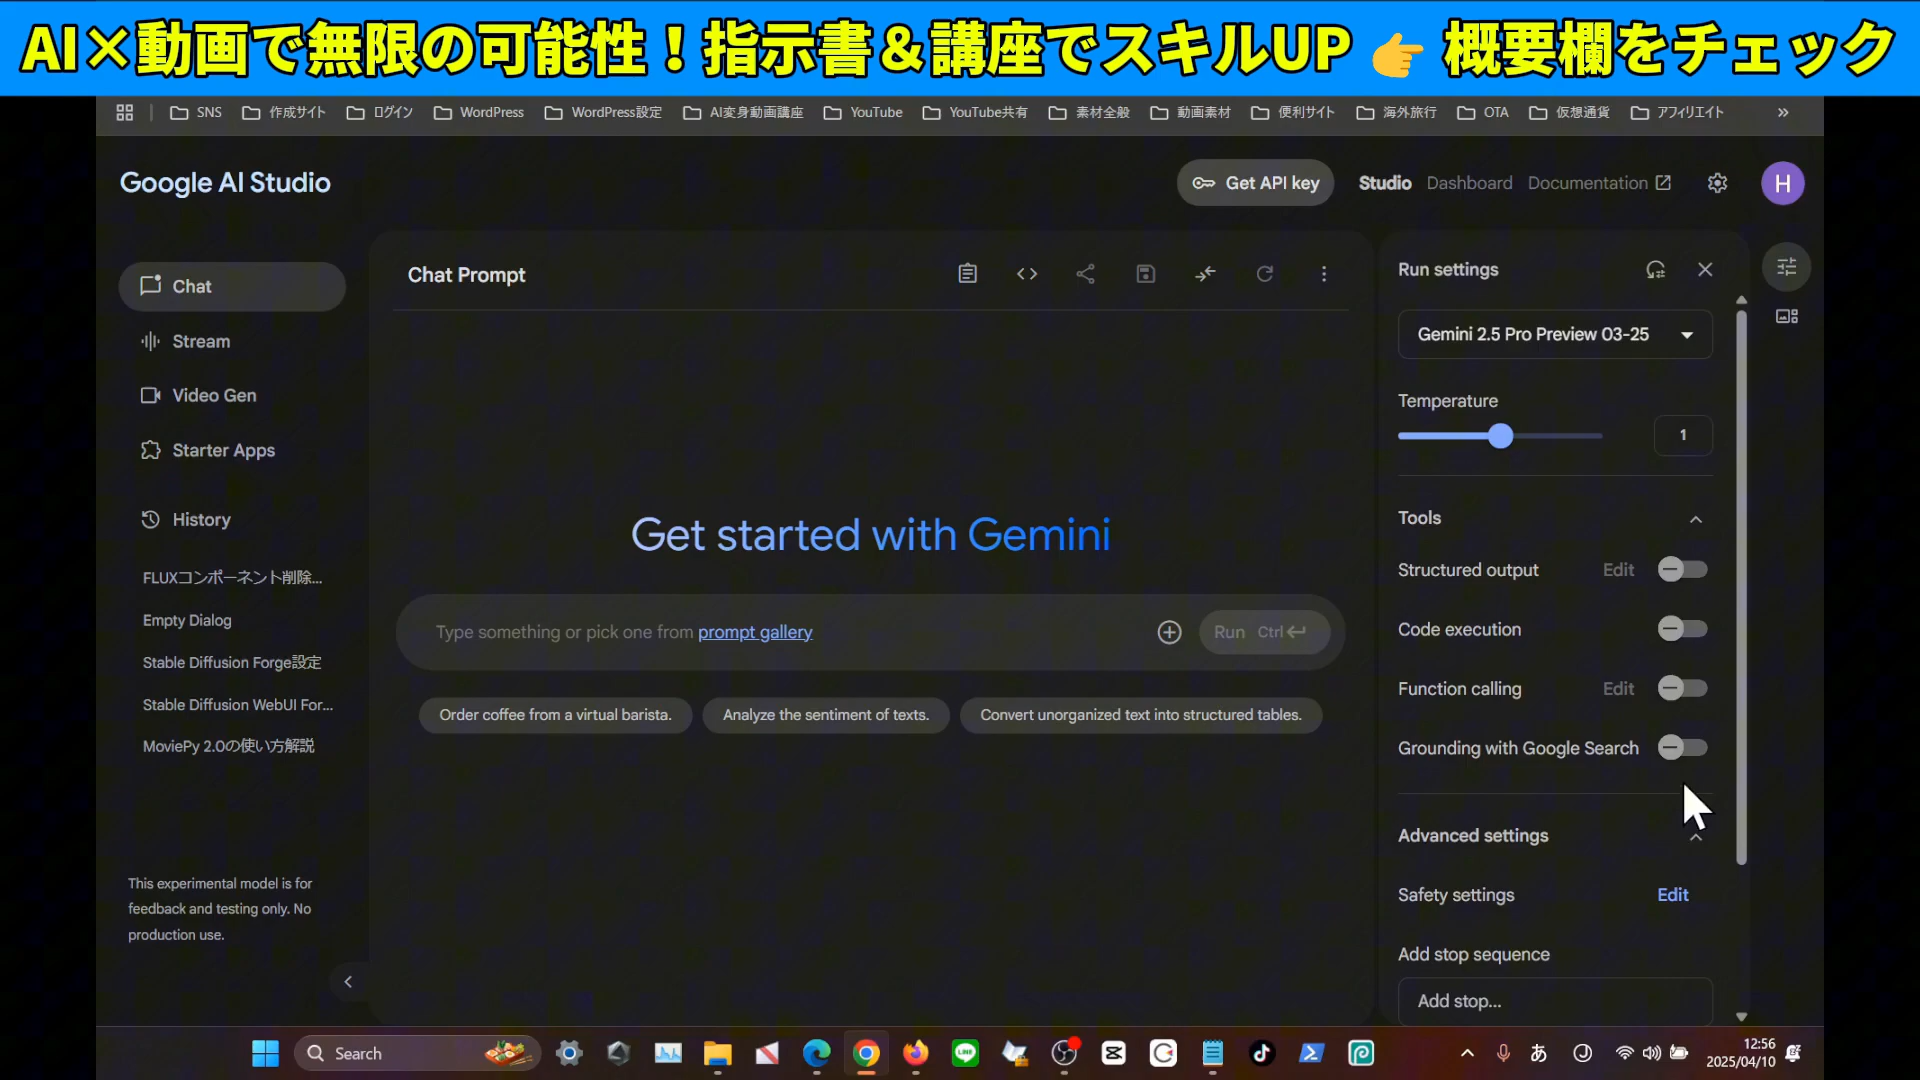 AI×動画で無限の可能性！指示書＆講座でスキルUP 👉 概要欄をチェック
SNS 作成サイト ログイン WordPress WordPress設定 AI変身動画講座 YouTube YouTube共有 素材全般 動画素材 便利サイト 海外旅行 OTA 仮想通貨 アフィリエイト »
Google AI Studio
Get API key Studio Dashboard Documentation
H
Chat
Stream
Video Gen
Starter Apps
History
FLUXコンポーネント削除...
Empty Dialog
Stable Diffusion Forge設定
Stable Diffusion WebUI For...
MoviePy 2.0の使い方解説
This experimental model is for
feedback and testing only. No
production use.
Chat Prompt
Get started with Gemini
Type something or pick one from prompt gallery
Run Ctrl
Order coffee from a virtual barista. Analyze the sentiment of texts. Convert unorganized text into structured tables.
Run settings
Gemini 2.5 Pro Preview 03-25
Temperature
1
Tools
Structured output Edit
Code execution
Function calling Edit
Grounding with Google Search
Advanced settings
Safety settings Edit
Add stop sequence
Add stop...
Search
LINE
あ
12:56
2025/04/10